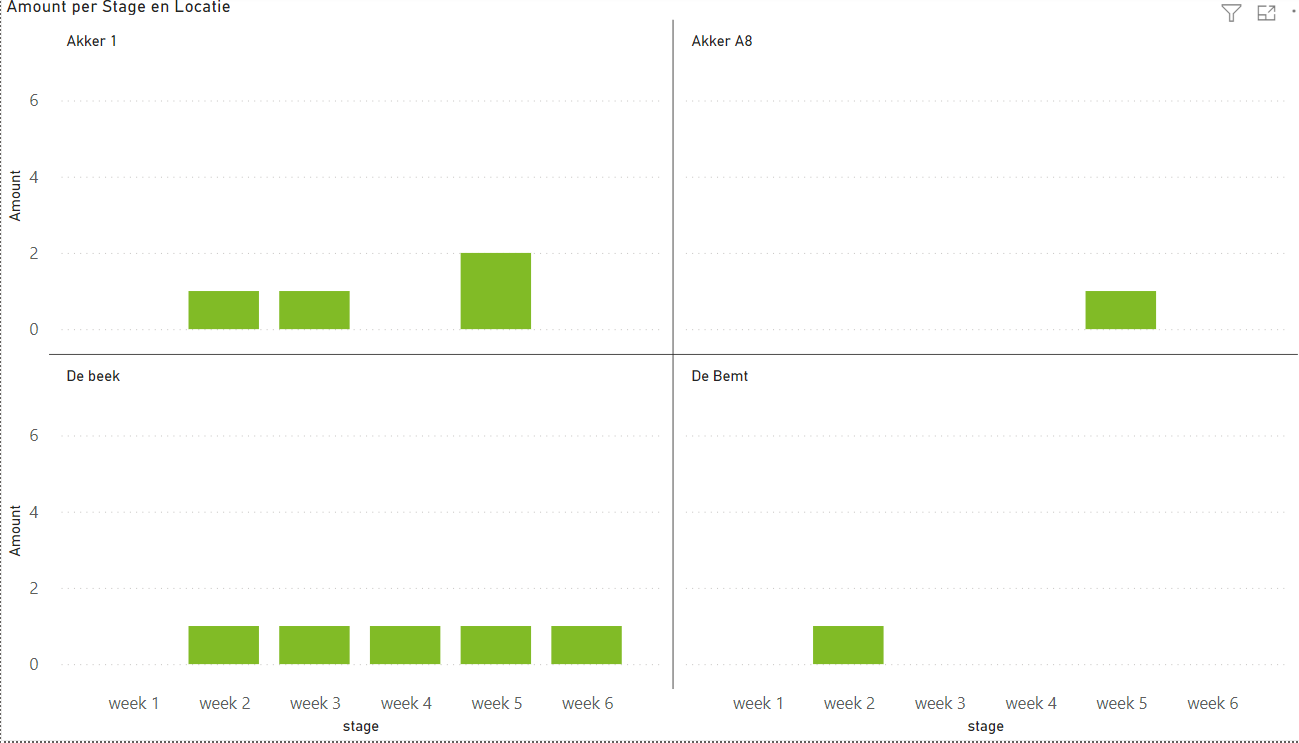 Amount per Stage en Locatie
Akker 1
Akker A8
6
4
2
0
Amount
De beek
De Bemt
6
4
2
0
Amount
week 1 week 2 week 3 week 4 week 5 week 6
week 1 week 2 week 3 week 4 week 5 week 6
stage
stage